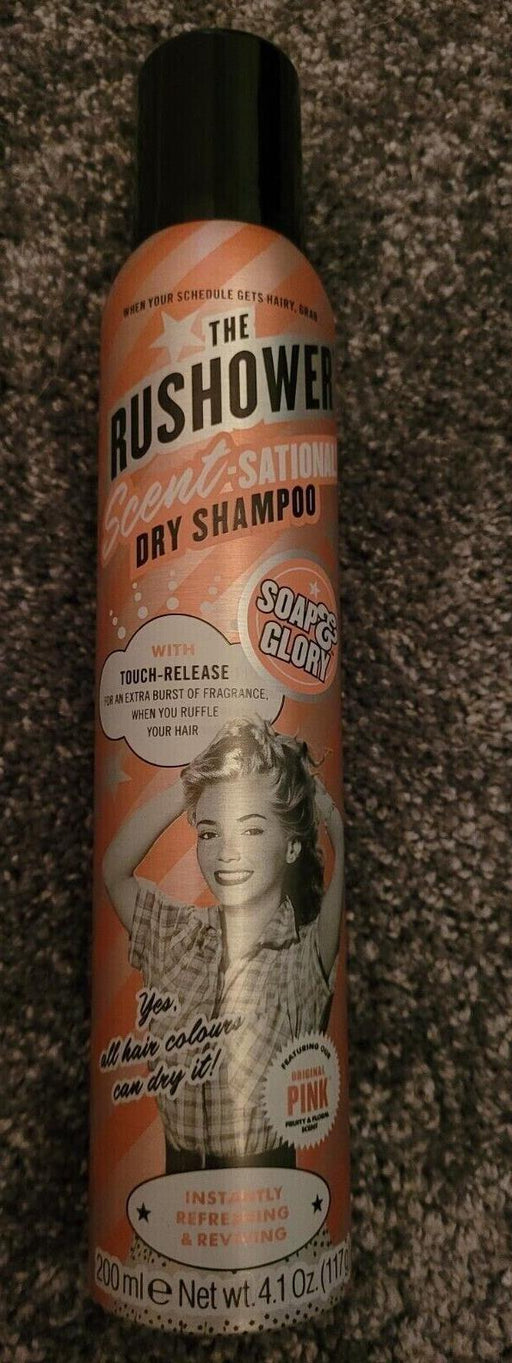 WHEN YOUR SCHEDULE GETS HAIRY, GRAB
THE
RUSHOWER
Scent-SATIONAL
DRY SHAMPOO
SOAP &
GLORY
WITH
TOUCH-RELEASE
FOR AN EXTRA BURST OF FRAGRANCE,
WHEN YOU RUFFLE
YOUR HAIR
Yes,
all hair colours
can dry it!
FEATURING OUR
ORIGINAL
PINK
FRUITY & FLORAL
SCENT
INSTANTLY
REFRESHING
& REVIVING
200 ml e Net wt. 4.1 Oz. (117g